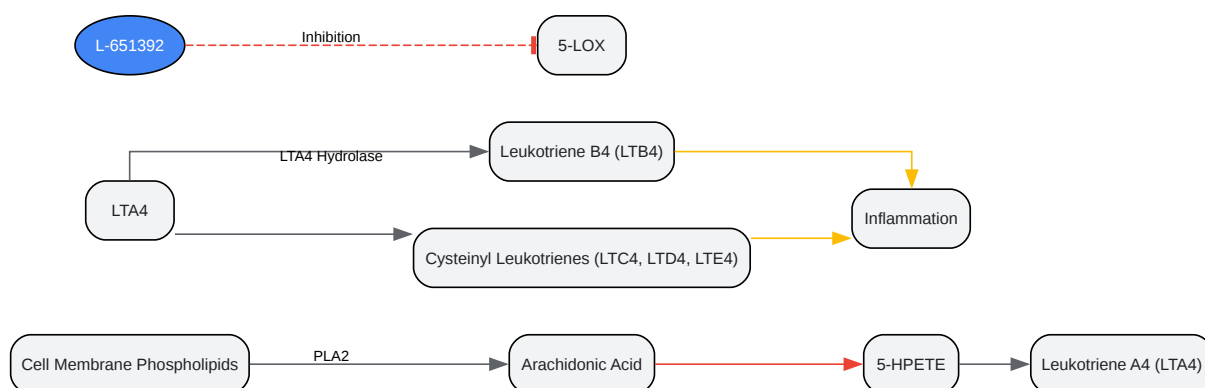 L-651392
Inhibition
5-LOX
LTA4 Hydrolase
Leukotriene B4 (LTB4)
LTA4
Inflammation
Cysteinyl Leukotrienes (LTC4, LTD4, LTE4)
Cell Membrane Phospholipids
PLA2
Arachidonic Acid
5-HPETE
Leukotriene A4 (LTA4)